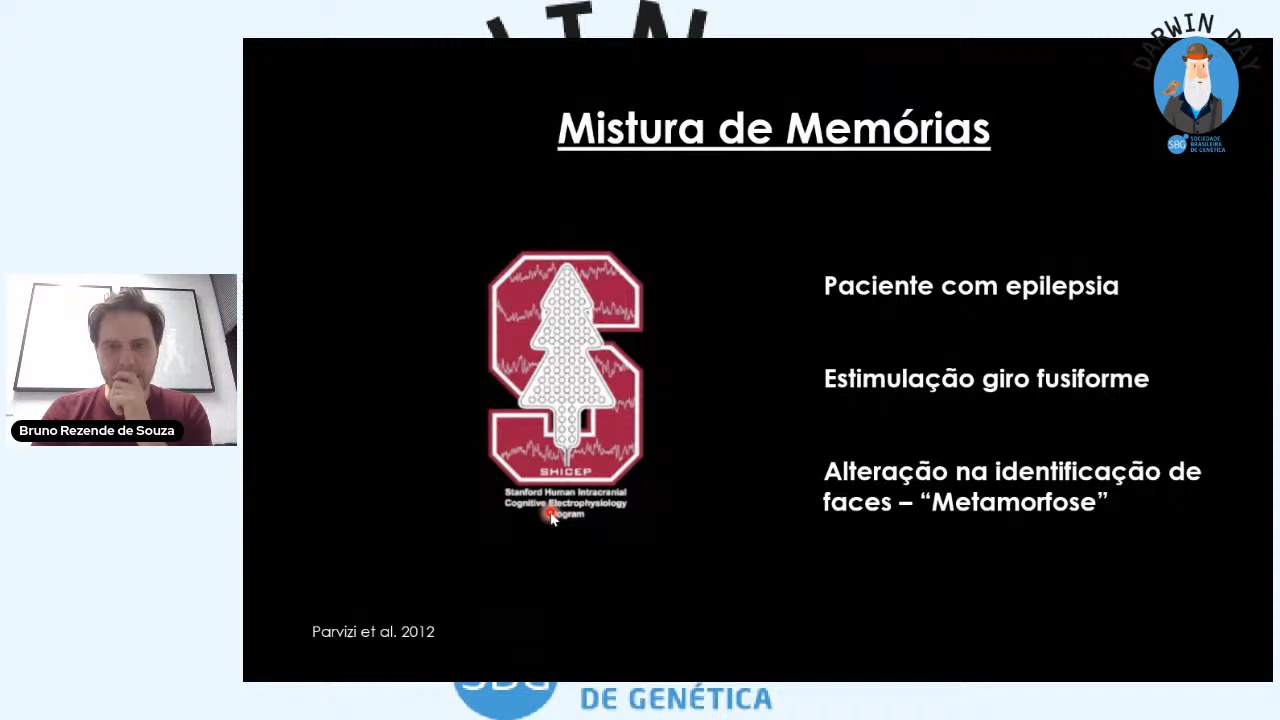 DARWIN DAY
SBG
SOCIEDADE
BRASILEIRA
DE GENÉTICA
Mistura de Memórias
Paciente com epilepsia
Estimulação giro fusiforme
Alteração na identificação de
faces – “Metamorfose”
SHICEP
Stanford Human Intracranial
Cognitive Electrophysiology
Program
Bruno Rezende de Souza
Parvizi et al. 2012
SBG
DE GENÉTICA